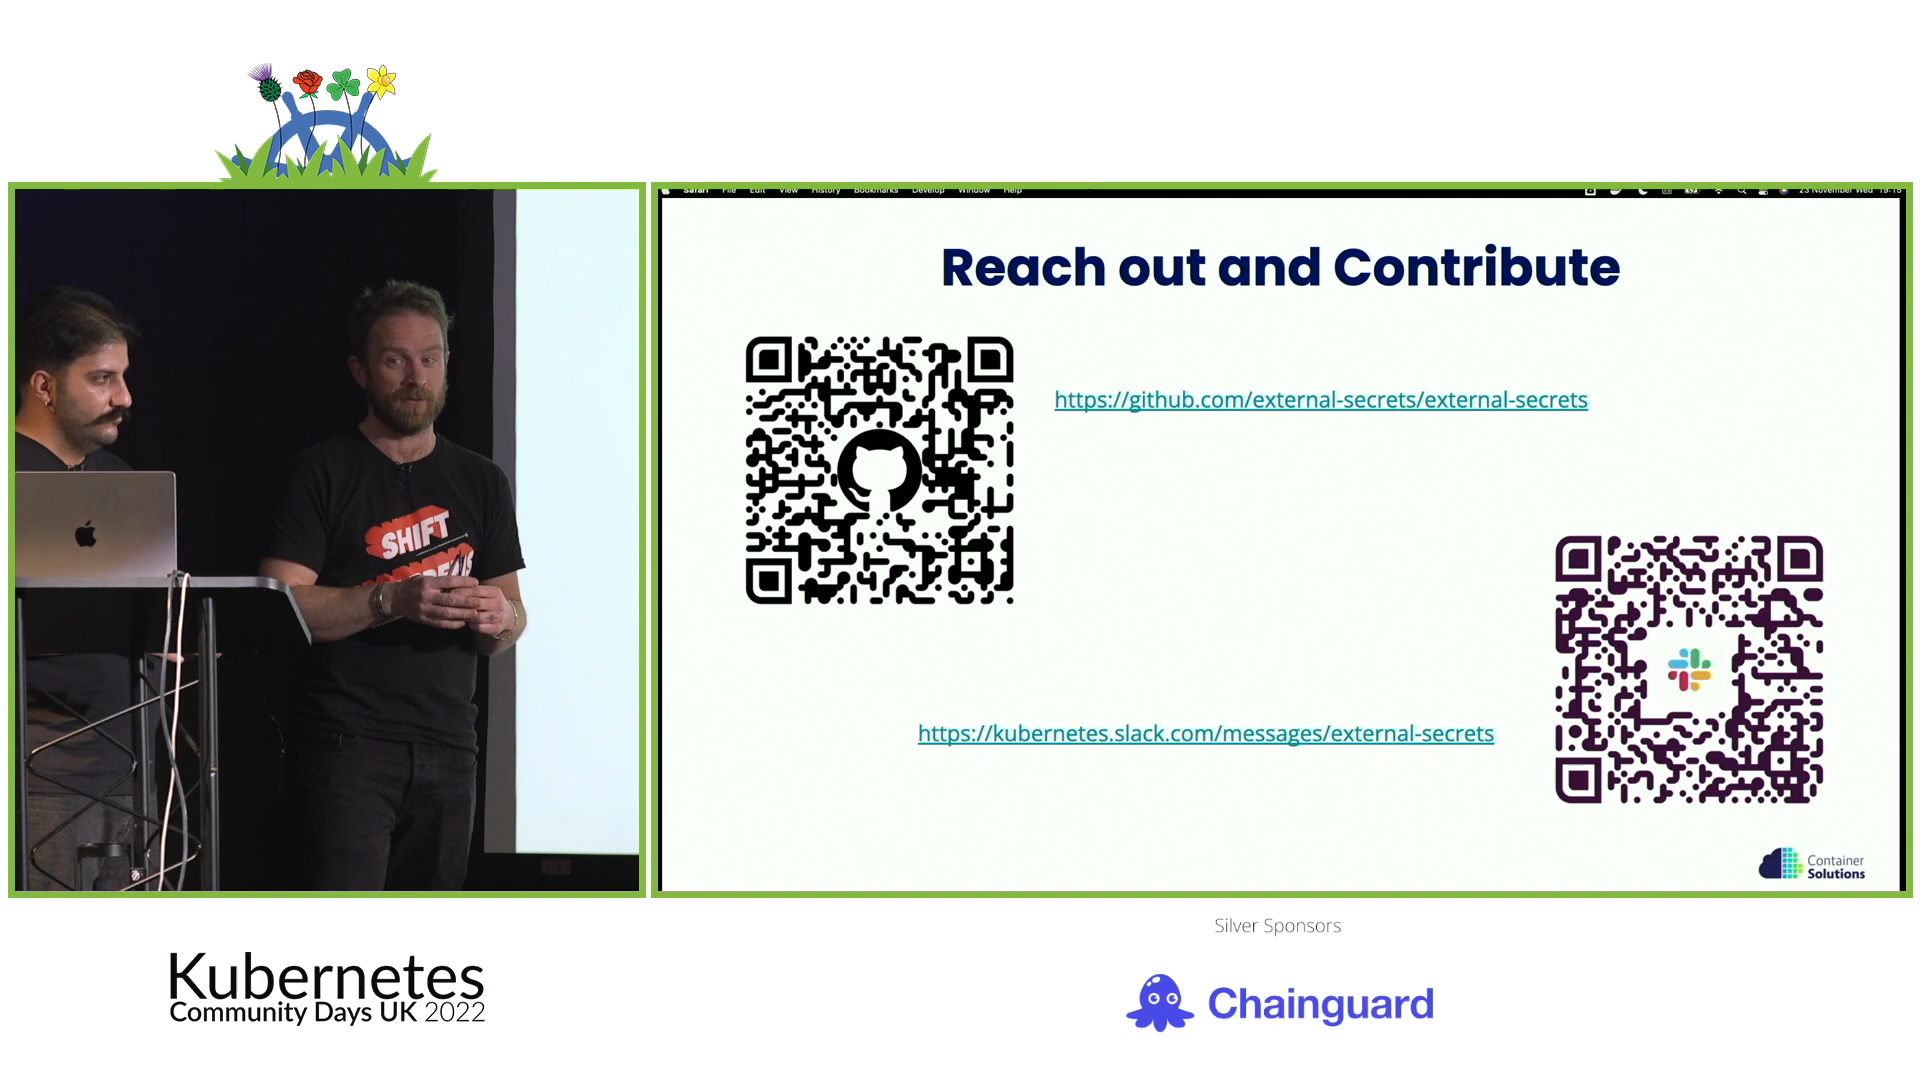 Safari File Edit View History Bookmarks Develop Window Help
23 November Wed 19:15
Reach out and Contribute
https://github.com/external-secrets/external-secrets
https://kubernetes.slack.com/messages/external-secrets
Container
Solutions
SHIFT
Silver Sponsors
Chainguard
Kubernetes
Community Days UK 2022